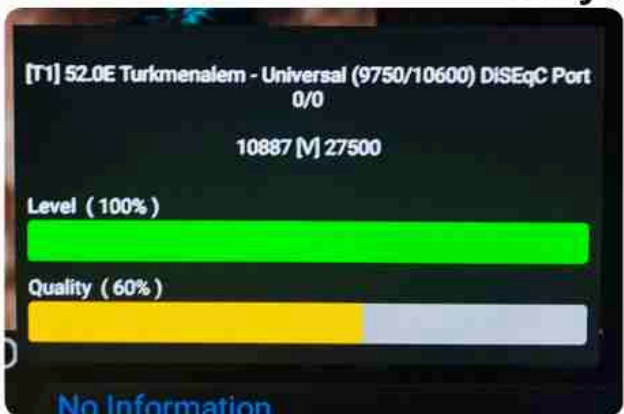 [T1] 52.0E Turkmenalem - Universal (9750/10600) DiSEqC Port
0/0
10887 [V] 27500
Level ( 100% )
Quality ( 60% )
No Information